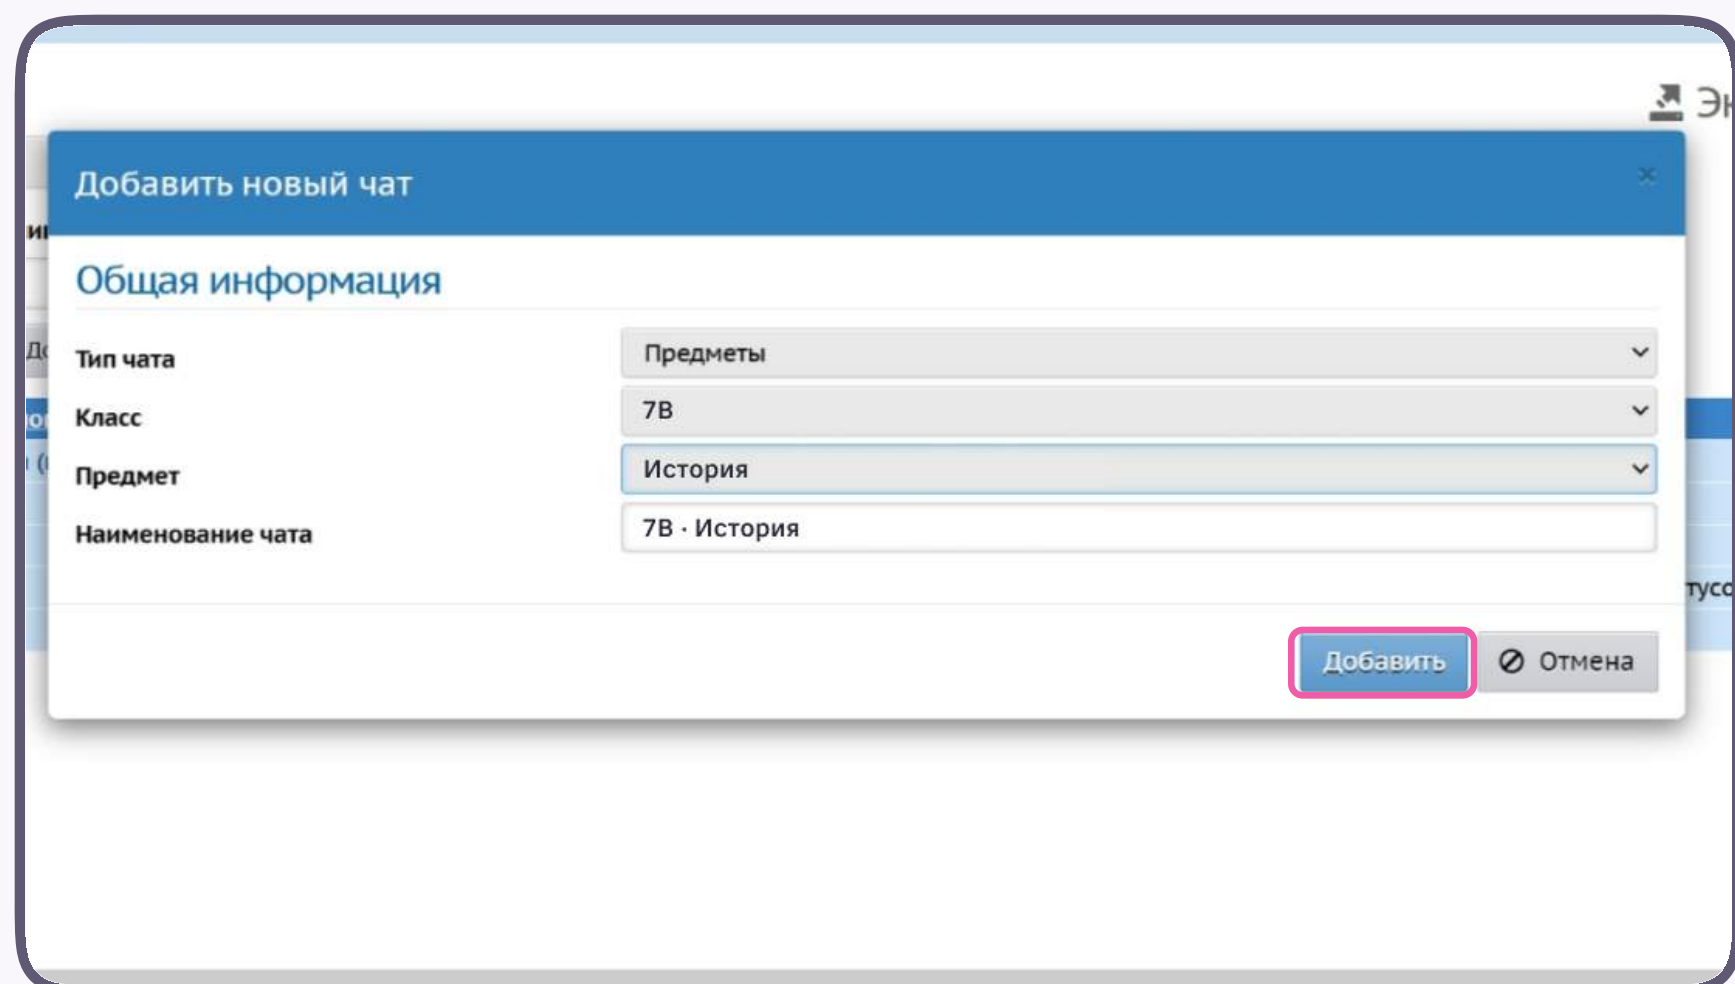 Добавить новый чат
Общая информация
Тип чата
Предметы
Класс
7В
Предмет
История
Наименование чата
7В · История
Добавить
Отмена